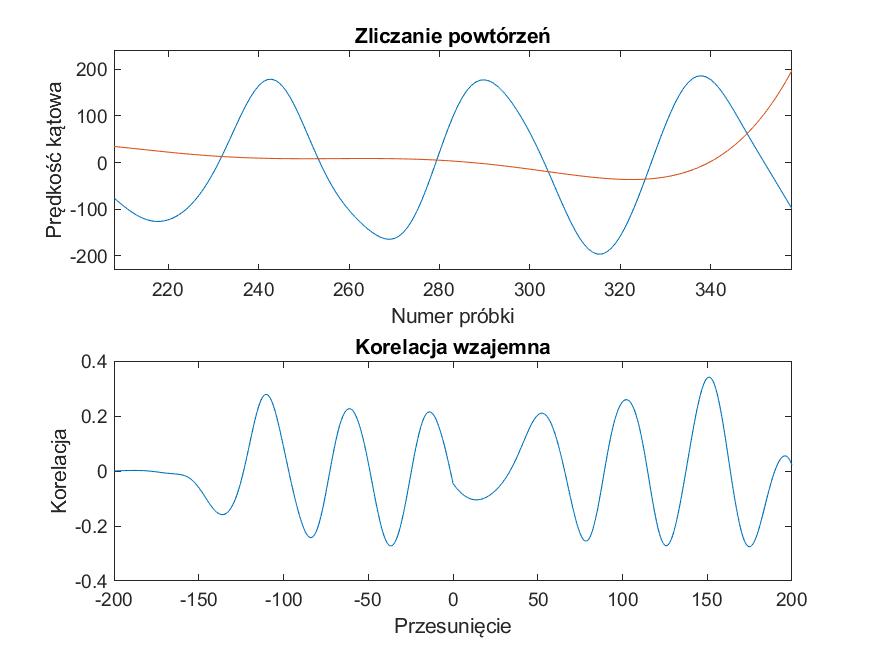 Zliczanie powtórzeń
200
100
0
-100
-200
Prędkość kątowa
220 240 260 280 300 320 340
Numer próbki
Korelacja wzajemna
0.4
0.2
0
-0.2
-0.4
Korelacja
-200 -150 -100 -50 0 50 100 150 200
Przesunięcie